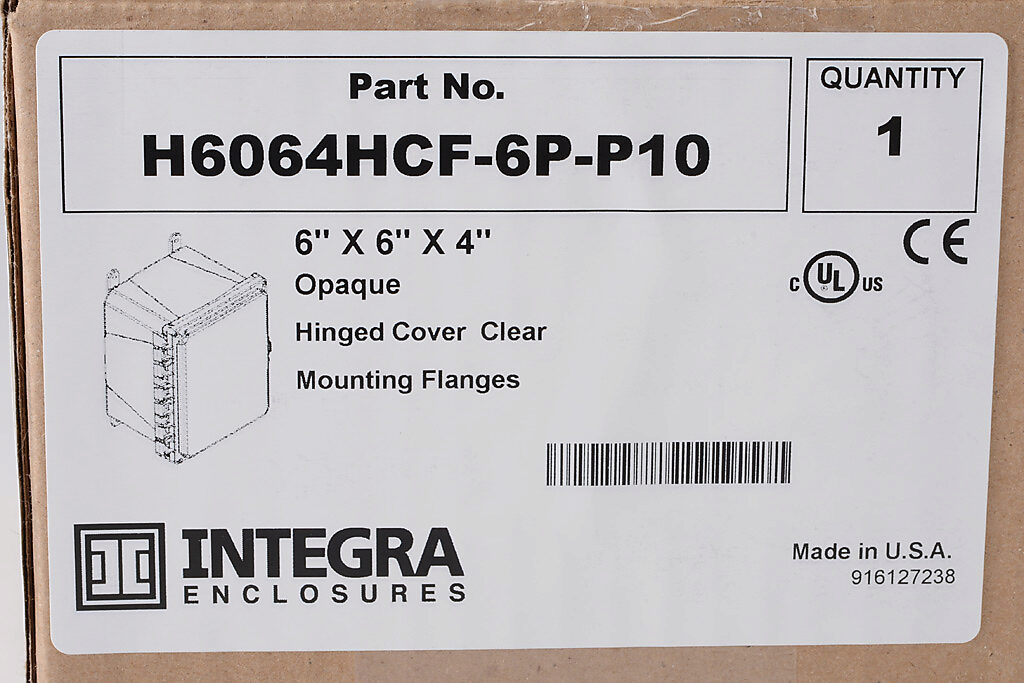 Part No.
H6064HCF-6P-P10
QUANTITY
1
6" X 6" X 4"
Opaque
Hinged Cover Clear
Mounting Flanges
CE
C UL US
INTEGRA
ENCLOSURES
Made in U.S.A.
916127238